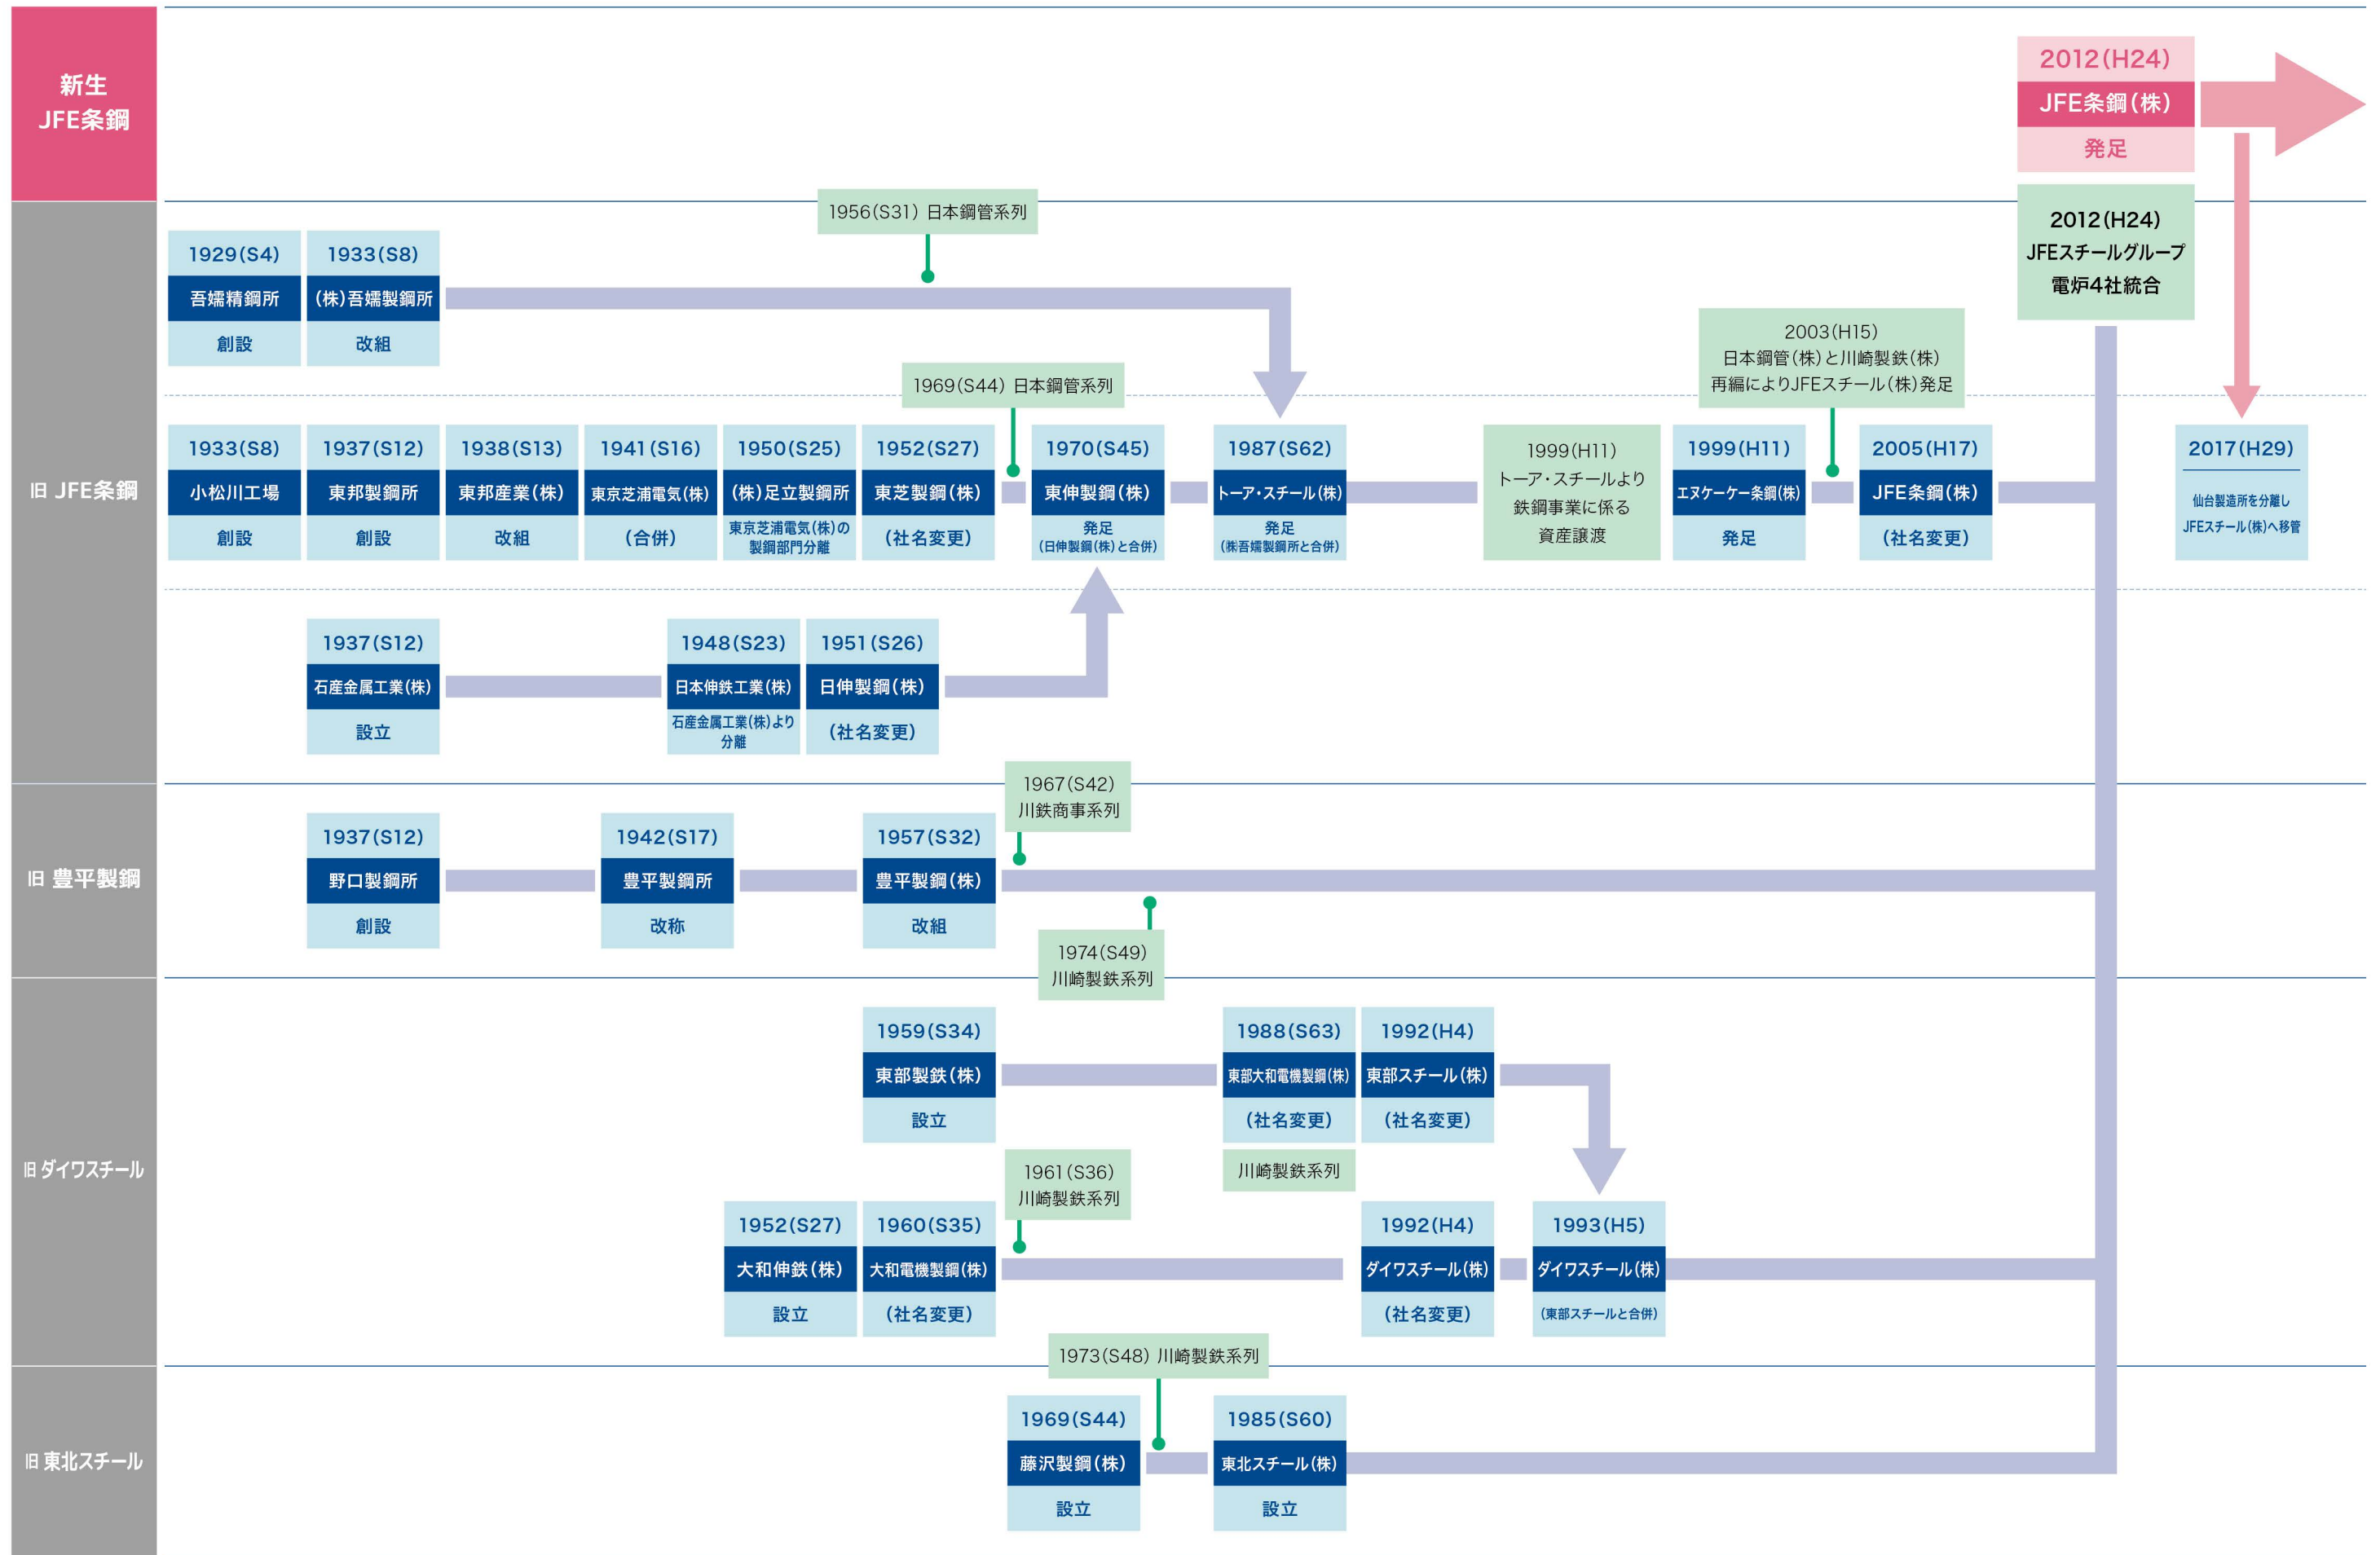 新生
JFE条鋼
2012(H24)
JFE条鋼(株)
発足
2012(H24)
JFEスチールグループ
電炉4社統合
旧 JFE条鋼
1956(S31) 日本鋼管系列
1929(S4)
吾嬬精鋼所
創設
1933(S8)
(株)吾嬬製鋼所
改組
1969(S44) 日本鋼管系列
2003(H15)
日本鋼管(株)と川崎製鉄(株)
再編によりJFEスチール(株)発足
1933(S8)
小松川工場
創設
1937(S12)
東邦製鋼所
創設
1938(S13)
東邦産業(株)
改組
1941(S16)
東京芝浦電気(株)
(合併)
1950(S25)
(株)足立製鋼所
東京芝浦電気(株)の
製鋼部門分離
1952(S27)
東芝製鋼(株)
(社名変更)
1970(S45)
東伸製鋼(株)
発足
(日伸製鋼(株)と合併)
1987(S62)
トーア・スチール(株)
発足
(㈱吾嬬製鋼所と合併)
1999(H11)
トーア・スチールより
鉄鋼事業に係る
資産譲渡
1999(H11)
エヌケーケー条鋼(株)
発足
2005(H17)
JFE条鋼(株)
(社名変更)
2017(H29)
仙台製造所を分離し
JFEスチール(株)へ移管
1937(S12)
石産金属工業(株)
設立
1948(S23)
日本伸鉄工業(株)
石産金属工業(株)より
分離
1951(S26)
日伸製鋼(株)
(社名変更)
旧 豊平製鋼
1967(S42)
川鉄商事系列
1937(S12)
野口製鋼所
創設
1942(S17)
豊平製鋼所
改称
1957(S32)
豊平製鋼(株)
改組
1974(S49)
川崎製鉄系列
旧 ダイワスチール
1959(S34)
東部製鉄(株)
設立
1988(S63)
東部大和電機製鋼(株)
(社名変更)
川崎製鉄系列
1992(H4)
東部スチール(株)
(社名変更)
1961(S36)
川崎製鉄系列
1952(S27)
大和伸鉄(株)
設立
1960(S35)
大和電機製鋼(株)
(社名変更)
1992(H4)
ダイワスチール(株)
(社名変更)
1993(H5)
ダイワスチール(株)
(東部スチールと合併)
旧 東北スチール
1973(S48) 川崎製鉄系列
1969(S44)
藤沢製鋼(株)
設立
1985(S60)
東北スチール(株)
設立